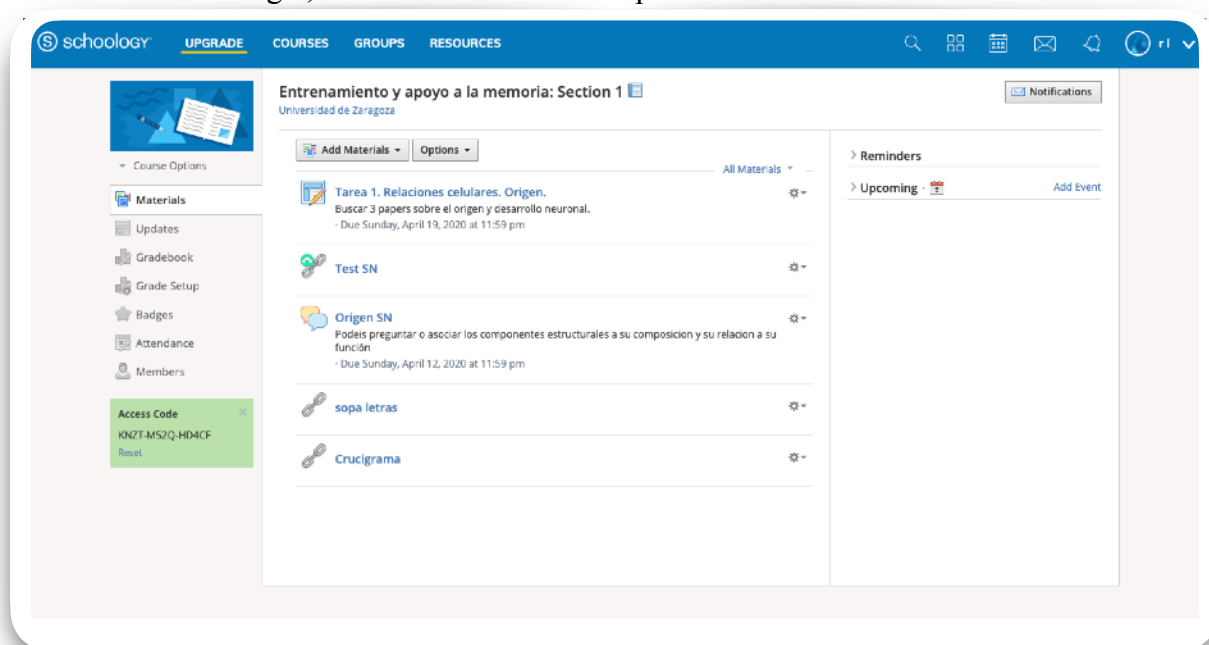 schoology UPGRADE COURSES GROUPS RESOURCES rl
Entrenamiento y apoyo a la memoria: Section 1
Universidad de Zaragoza
Notifications
Course Options
Materials
Updates
Gradebook
Grade Setup
Badges
Attendance
Members
Access Code
KNZT-M52Q-HD4CF
Reset
Add Materials Options
All Materials
Tarea 1. Relaciones celulares. Origen.
Buscar 3 papers sobre el origen y desarrollo neuronal.
· Due Sunday, April 19, 2020 at 11:59 pm
Test SN
Origen SN
Podeis preguntar o asociar los componentes estructurales a su composicion y su relacion a su
función
· Due Sunday, April 12, 2020 at 11:59 pm
sopa letras
Crucigrama
Reminders
Upcoming · Add Event